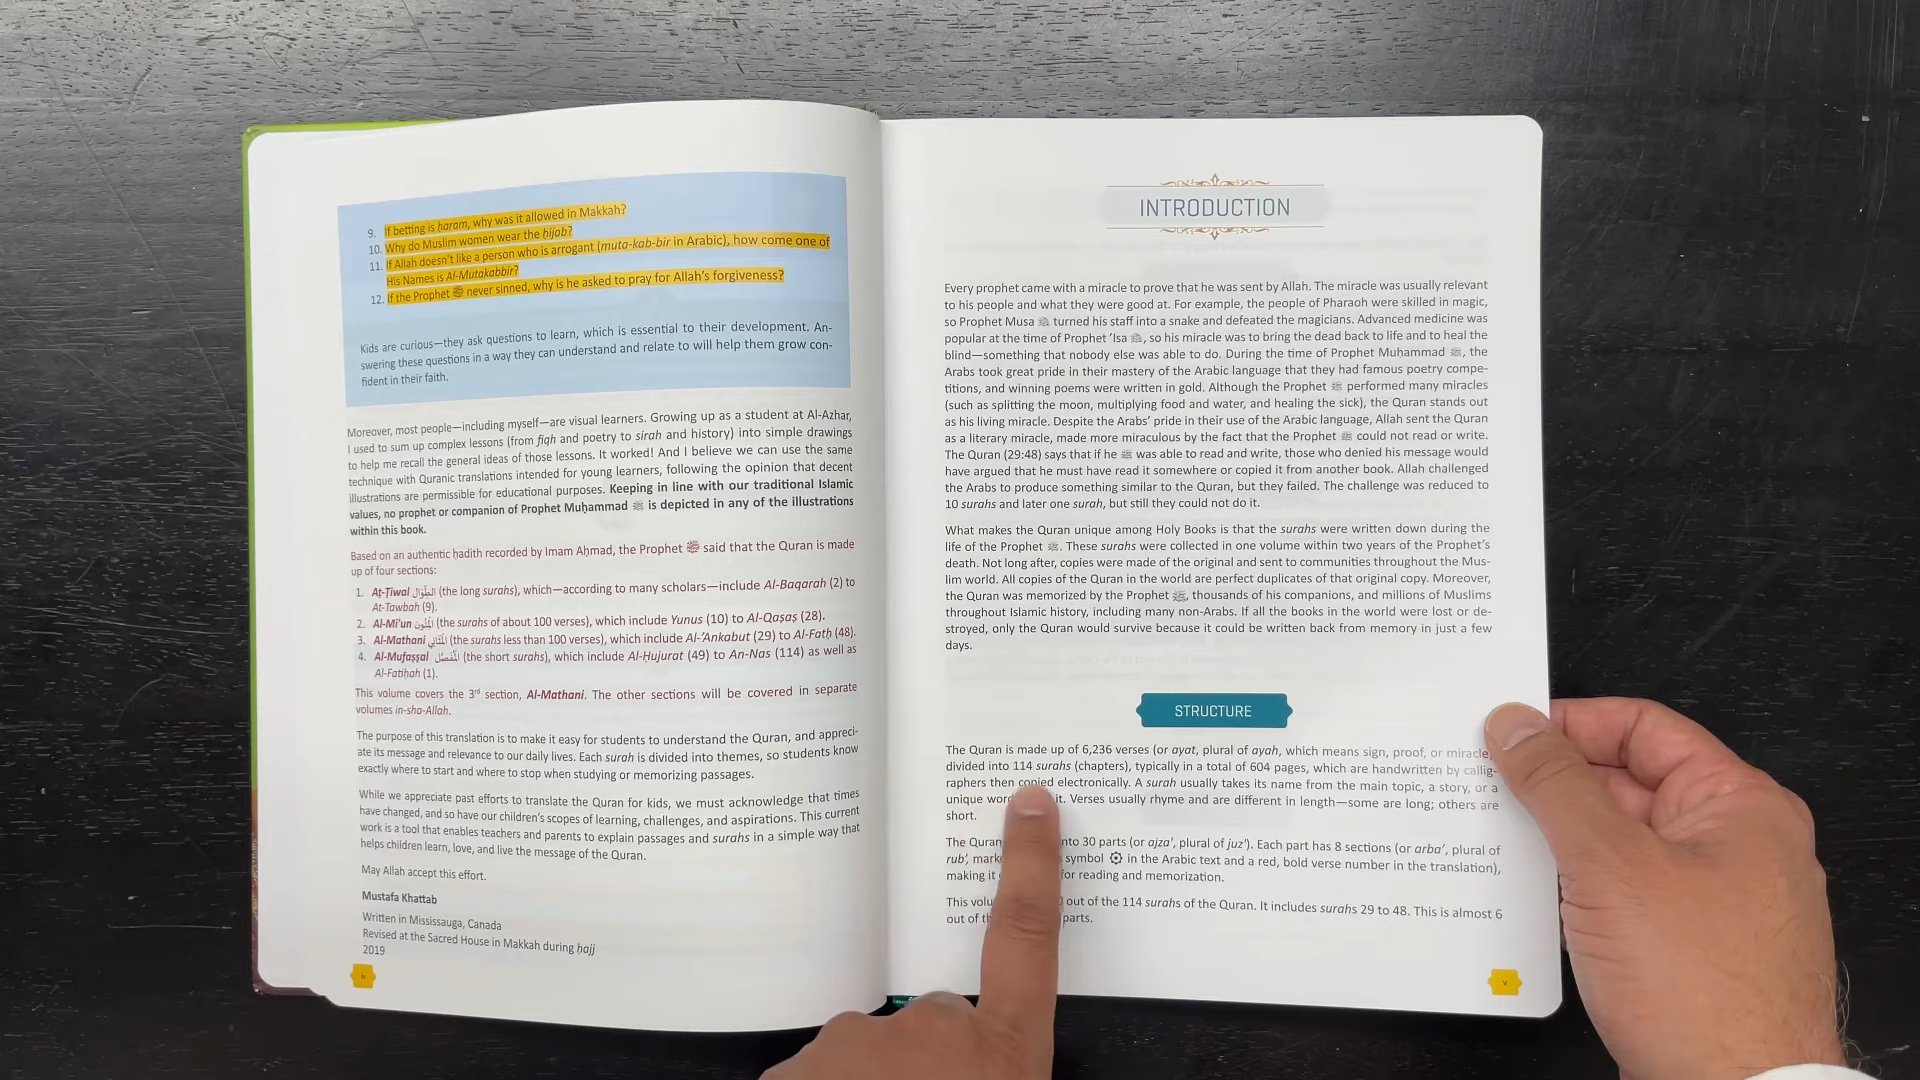 9. If betting is ḥaram, why was it allowed in Makkah?
10. Why do Muslim women wear the ḥijab?
11. If Allah doesn't like a person who is arrogant (muta-kab-bir in Arabic), how come one of
His Names is Al-Mutakabbir?
12. If the Prophet ﷺ never sinned, why is he asked to pray for Allah's forgiveness?
Kids are curious—they ask questions to learn, which is essential to their development. An-
swering these questions in a way they can understand and relate to will help them grow con-
fident in their faith.
Moreover, most people—including myself—are visual learners. Growing up as a student at Al-Azhar,
I used to sum up complex lessons (from fiqh and poetry to sirah and history) into simple drawings
to help me recall the general ideas of those lessons. It worked! And I believe we can use the same
technique with Quranic translations intended for young learners, following the opinion that decent
illustrations are permissible for educational purposes. Keeping in line with our traditional Islamic
values, no prophet or companion of Prophet Muḥammad ﷺ is depicted in any of the illustrations
within this book.
Based on an authentic ḥadith recorded by Imam Aḥmad, the Prophet ﷺ said that the Quran is made
up of four sections:
1. Aṭ-Ṭiwal الطِّوَال (the long surahs), which—according to many scholars—include Al-Baqarah (2) to
At-Tawbah (9).
2. Al-Mi'un المِئُون (the surahs of about 100 verses), which include Yunus (10) to Al-Qaṣaṣ (28).
3. Al-Mathani المَثَاني (the surahs less than 100 verses), which include Al-'Ankabut (29) to Al-Fatḥ (48).
4. Al-Mufaṣṣal المُفَصَّل (the short surahs), which include Al-Ḥujurat (49) to An-Nas (114) as well as
Al-Fatiḥah (1).
This volume covers the 3rd section, Al-Mathani. The other sections will be covered in separate
volumes in-sha-Allah.
The purpose of this translation is to make it easy for students to understand the Quran, and appreci-
ate its message and relevance to our daily lives. Each surah is divided into themes, so students know
exactly where to start and where to stop when studying or memorizing passages.
While we appreciate past efforts to translate the Quran for kids, we must acknowledge that times
have changed, and so have our children's scopes of learning, challenges, and aspirations. This current
work is a tool that enables teachers and parents to explain passages and surahs in a simple way that
helps children learn, love, and live the message of the Quran.
May Allah accept this effort.
Mustafa Khattab
Written in Mississauga, Canada
Revised at the Sacred House in Makkah during ḥajj
2019
INTRODUCTION
Every prophet came with a miracle to prove that he was sent by Allah. The miracle was usually relevant
to his people and what they were good at. For example, the people of Pharaoh were skilled in magic,
so Prophet Musa turned his staff into a snake and defeated the magicians. Advanced medicine was
popular at the time of Prophet 'Isa, so his miracle was to bring the dead back to life and to heal the
blind—something that nobody else was able to do. During the time of Prophet Muḥammad ﷺ, the
Arabs took great pride in their mastery of the Arabic language that they had famous poetry compe-
titions, and winning poems were written in gold. Although the Prophet ﷺ performed many miracles
(such as splitting the moon, multiplying food and water, and healing the sick), the Quran stands out
as his living miracle. Despite the Arabs' pride in their use of the Arabic language, Allah sent the Quran
as a literary miracle, made more miraculous by the fact that the Prophet ﷺ could not read or write.
The Quran (29:48) says that if he ﷺ was able to read and write, those who denied his message would
have argued that he must have read it somewhere or copied it from another book. Allah challenged
the Arabs to produce something similar to the Quran, but they failed. The challenge was reduced to
10 surahs and later one surah, but still they could not do it.
What makes the Quran unique among Holy Books is that the surahs were written down during the
life of the Prophet ﷺ. These surahs were collected in one volume within two years of the Prophet's
death. Not long after, copies were made of the original and sent to communities throughout the Mus-
lim world. All copies of the Quran in the world are perfect duplicates of that original copy. Moreover,
the Quran was memorized by the Prophet ﷺ, thousands of his companions, and millions of Muslims
throughout Islamic history, including many non-Arabs. If all the books in the world were lost or de-
stroyed, only the Quran would survive because it could be written back from memory in just a few
days.
STRUCTURE
The Quran is made up of 6,236 verses (or ayat, plural of ayah, which means sign, proof, or miracle,
divided into 114 surahs (chapters), typically in a total of 604 pages, which are handwritten by callig-
raphers then copied electronically. A surah usually takes its name from the main topic, a story, or a
unique word it. Verses usually rhyme and are different in length—some are long; others are
short.
The Quran into 30 parts (or ajza', plural of juz'). Each part has 8 sections (or arba', plural of
rub', symbol ۞ in the Arabic text and a red, bold verse number in the translation),
making it for reading and memorization.
This out of the 114 surahs of the Quran. It includes surahs 29 to 48. This is almost 6
out of parts.
v